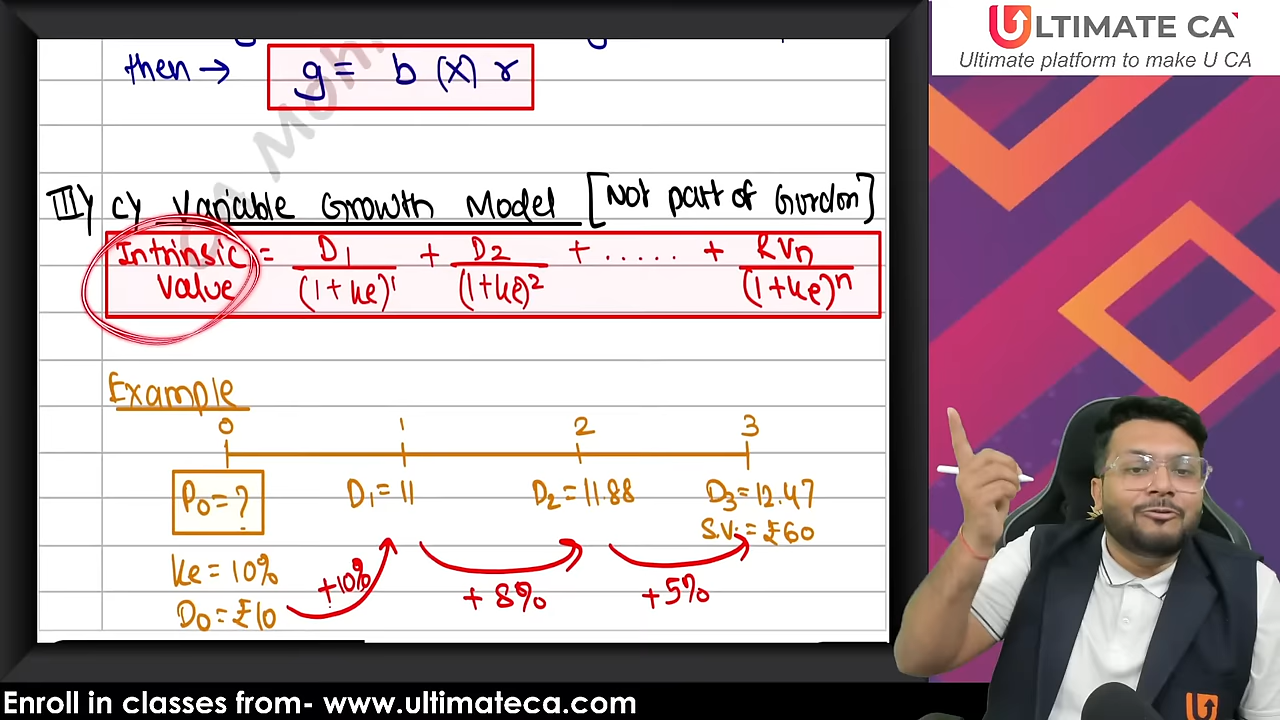 then → g = b (x) r
III) c) Variable Growth Model [Not part of Gordon]
Intrinsic Value = D1/(1+ke)^1 + D2/(1+ke)^2 + ..... + RVn/(1+ke)^n
Example
0 1 2 3
P0 = ? D1 = 11 D2 = 11.88 D3 = 12.47
S.V. = ₹60
ke = 10% +10% +8% +5%
D0 = ₹10
CA Moh
ULTIMATE CA
Ultimate platform to make U CA
Enroll in classes from- www.ultimateca.com